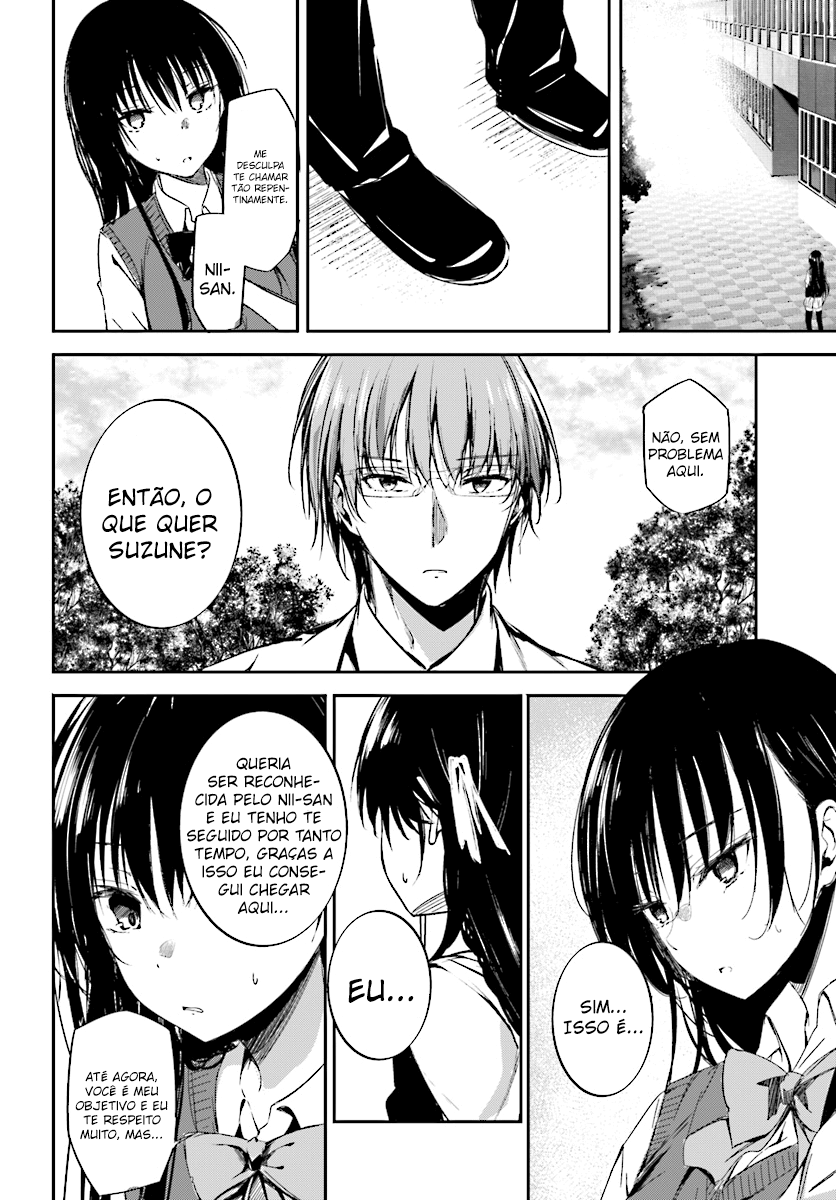 ME
DESCULPA
TE CHAMAR
TÃO REPEN-
TINAMENTE.
NII-
SAN.
NÃO, SEM
PROBLEMA
AQUI.
ENTÃO, O
QUE QUER
SUZUNE?
SIM...
ISSO É...
EU...
QUERIA
SER RECONHE-
CIDA PELO NII-SAN
E EU TENHO TE
SEGUIDO POR TANTO
TEMPO, GRAÇAS A
ISSO EU CONSE-
GUI CHEGAR
AQUI...
ATÉ AGORA,
VOCÊ É MEU
OBJETIVO E EU
TE RESPEITO
MUITO, MAS...